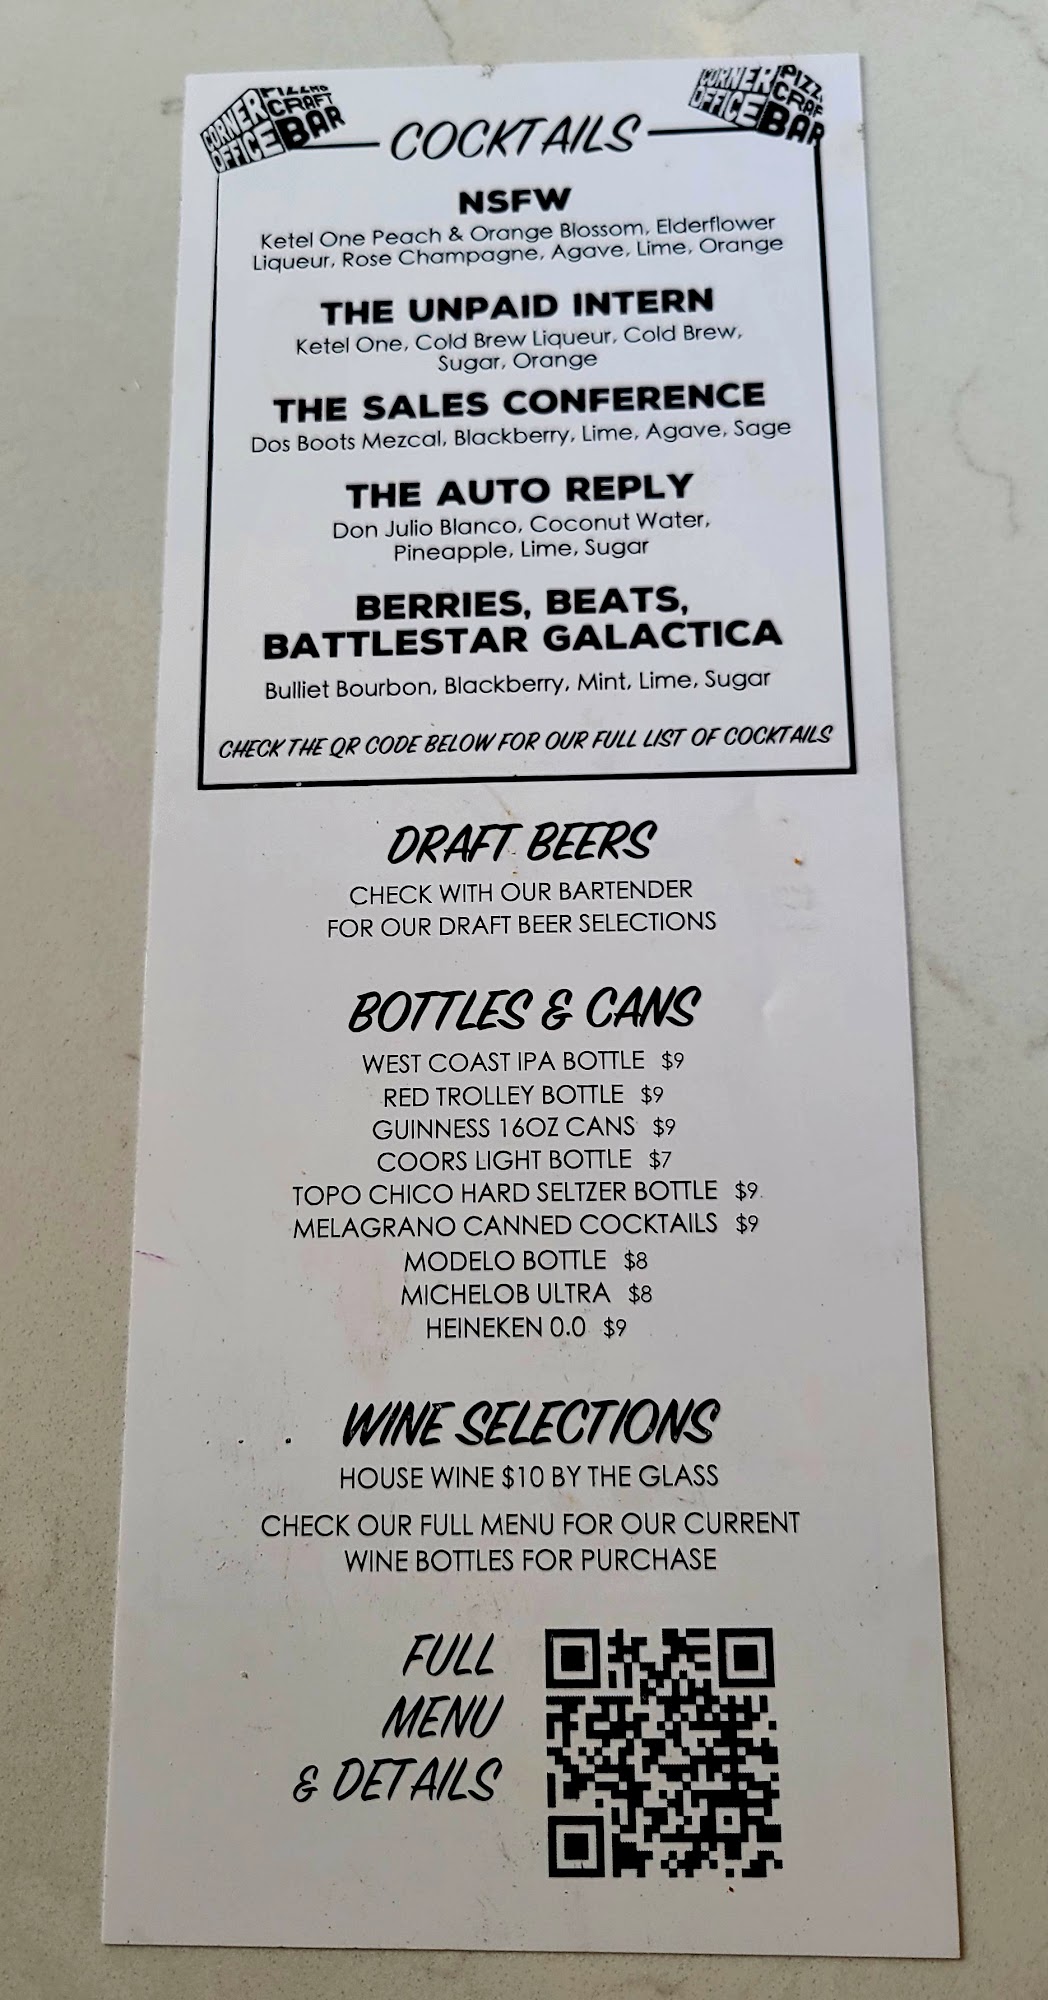 CORNER OFFICE PIZZAS CRAFT BAR
CORNER OFFICE PIZZ CRAF BAR
COCKTAILS
NSFW
Ketel One Peach & Orange Blossom, Elderflower
Liqueur, Rose Champagne, Agave, Lime, Orange
THE UNPAID INTERN
Ketel One, Cold Brew Liqueur, Cold Brew,
Sugar, Orange
THE SALES CONFERENCE
Dos Boots Mezcal, Blackberry, Lime, Agave, Sage
THE AUTO REPLY
Don Julio Blanco, Coconut Water,
Pineapple, Lime, Sugar
BERRIES, BEATS,
BATTLESTAR GALACTICA
Bulliet Bourbon, Blackberry, Mint, Lime, Sugar
CHECK THE QR CODE BELOW FOR OUR FULL LIST OF COCKTAILS
DRAFT BEERS
CHECK WITH OUR BARTENDER
FOR OUR DRAFT BEER SELECTIONS
BOTTLES & CANS
WEST COAST IPA BOTTLE $9
RED TROLLEY BOTTLE $9
GUINNESS 16OZ CANS $9
COORS LIGHT BOTTLE $7
TOPO CHICO HARD SELTZER BOTTLE $9
MELAGRANO CANNED COCKTAILS $9
MODELO BOTTLE $8
MICHELOB ULTRA $8
HEINEKEN 0.0 $9
WINE SELECTIONS
HOUSE WINE $10 BY THE GLASS
CHECK OUR FULL MENU FOR OUR CURRENT
WINE BOTTLES FOR PURCHASE
FULL
MENU
& DETAILS